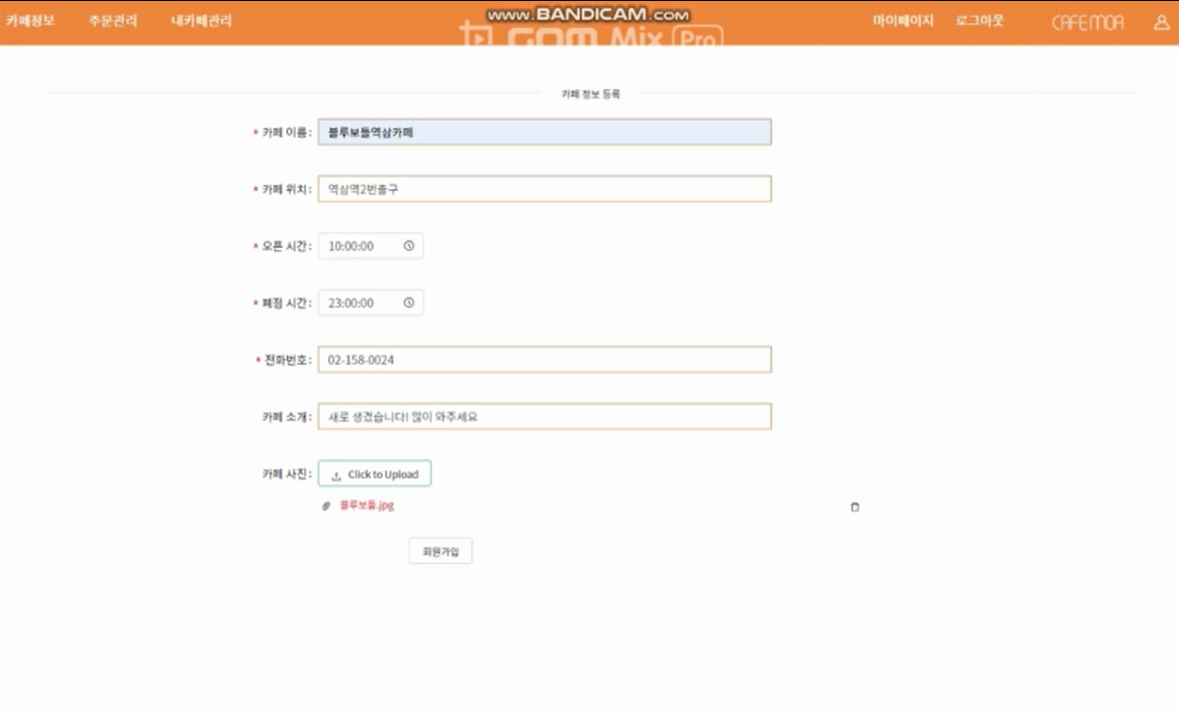 카페정보 주문관리 내카페관리 www.BANDICAM.com 마이페이지 로그아웃 CAFE MOA
GOM Mix Pro
카페 정보 등록
* 카페 이름 : 블루보틀역삼카페
* 카페 위치 : 역삼역2번출구
* 오픈 시간 : 10:00:00
* 폐점 시간 : 23:00:00
* 전화번호 : 02-158-0024
카페 소개 : 새로 생겼습니다! 많이 와주세요
카페 사진 : Click to Upload
블루보틀.jpg
회원가입